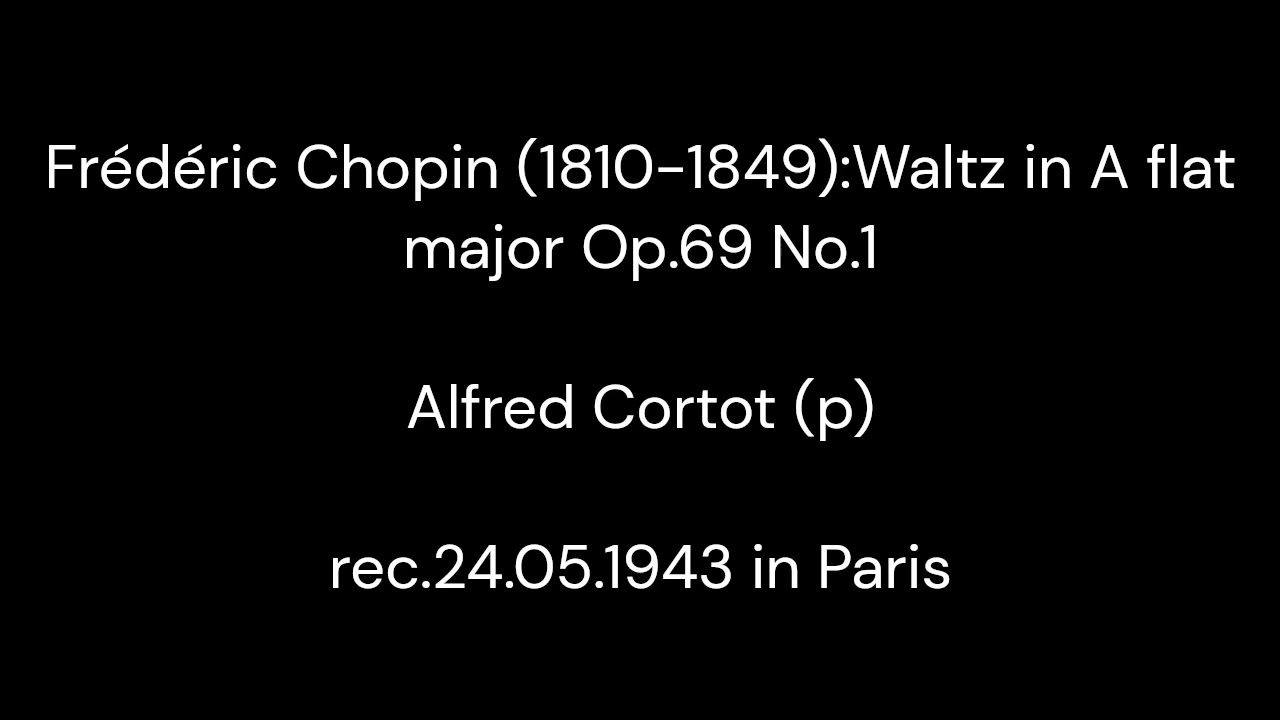 Frédéric Chopin (1810-1849):Waltz in A flat
major Op.69 No.1
Alfred Cortot (p)
rec.24.05.1943 in Paris